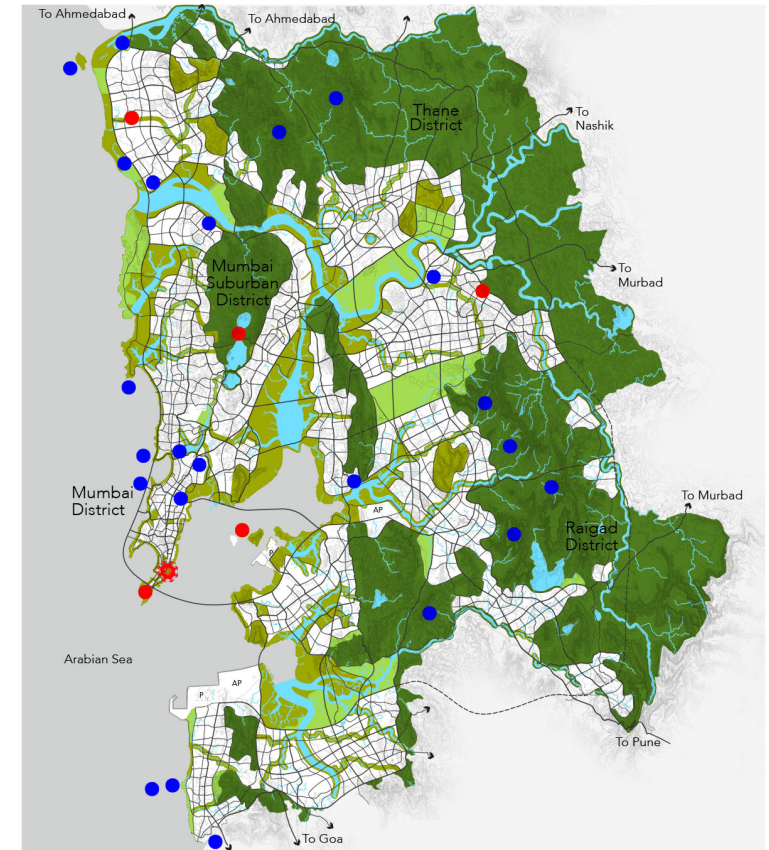 To Ahmedabad
To Ahmedabad
Thane
District
To
Nashik
Mumbai
Suburban
District
To
Murbad
Mumbai
District
To Murbad
AP
Raigad
District
P
Arabian Sea
AP
P
To Pune
To Goa